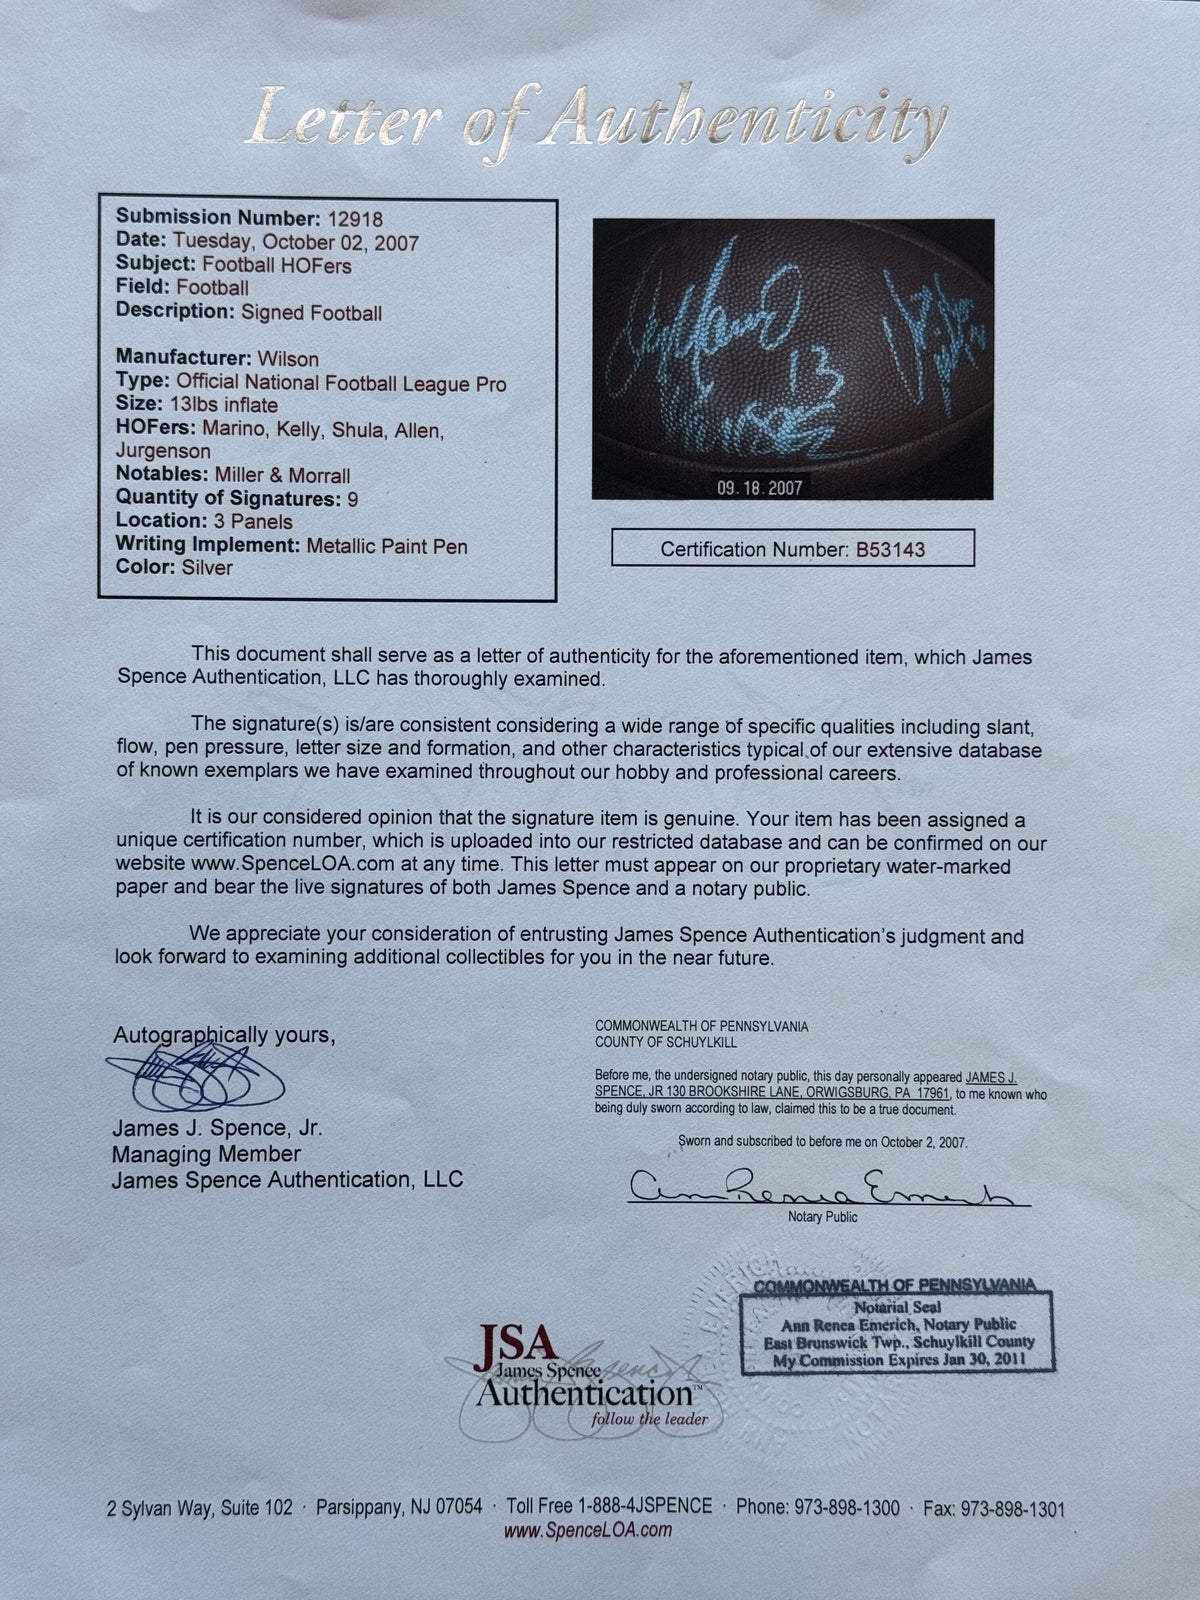 Letter of Authenticity
Submission Number: 12918
Date: Tuesday, October 02, 2007
Subject: Football HOFers
Field: Football
Description: Signed Football
Manufacturer: Wilson
Type: Official National Football League Pro
Size: 13lbs inflate
HOFers: Marino, Kelly, Shula, Allen,
Jurgenson
Notables: Miller & Morrall
Quantity of Signatures: 9
Location: 3 Panels
Writing Implement: Metallic Paint Pen
Color: Silver
13
09.18.2007
Certification Number: B53143
This document shall serve as a letter of authenticity for the aforementioned item, which James
Spence Authentication, LLC has thoroughly examined.
The signature(s) is/are consistent considering a wide range of specific qualities including slant,
flow, pen pressure, letter size and formation, and other characteristics typical of our extensive database
of known exemplars we have examined throughout our hobby and professional careers.
It is our considered opinion that the signature item is genuine. Your item has been assigned a
unique certification number, which is uploaded into our restricted database and can be confirmed on our
website www.SpenceLOA.com at any time. This letter must appear on our proprietary water-marked
paper and bear the live signatures of both James Spence and a notary public.
We appreciate your consideration of entrusting James Spence Authentication's judgment and
look forward to examining additional collectibles for you in the near future.
Autographically yours,
James J. Spence, Jr.
Managing Member
James Spence Authentication, LLC
COMMONWEALTH OF PENNSYLVANIA
COUNTY OF SCHUYLKILL
Before me, the undersigned notary public, this day personally appeared JAMES J.
SPENCE, JR 130 BROOKSHIRE LANE, ORWIGSBURG, PA 17961, to me known who
being duly sworn according to law, claimed this to be a true document.
Sworn and subscribed to before me on October 2, 2007.
Ann Renea Emerich
Notary Public
COMMONWEALTH OF PENNSYLVANIA
Notarial Seal
Ann Renea Emerich, Notary Public
East Brunswick Twp., Schuylkill County
My Commission Expires Jan 30, 2011
JSA
James Spence
Authentication™
follow the leader
2 Sylvan Way, Suite 102 · Parsippany, NJ 07054 · Toll Free 1-888-4JSPENCE · Phone: 973-898-1300 · Fax: 973-898-1301
www.SpenceLOA.com